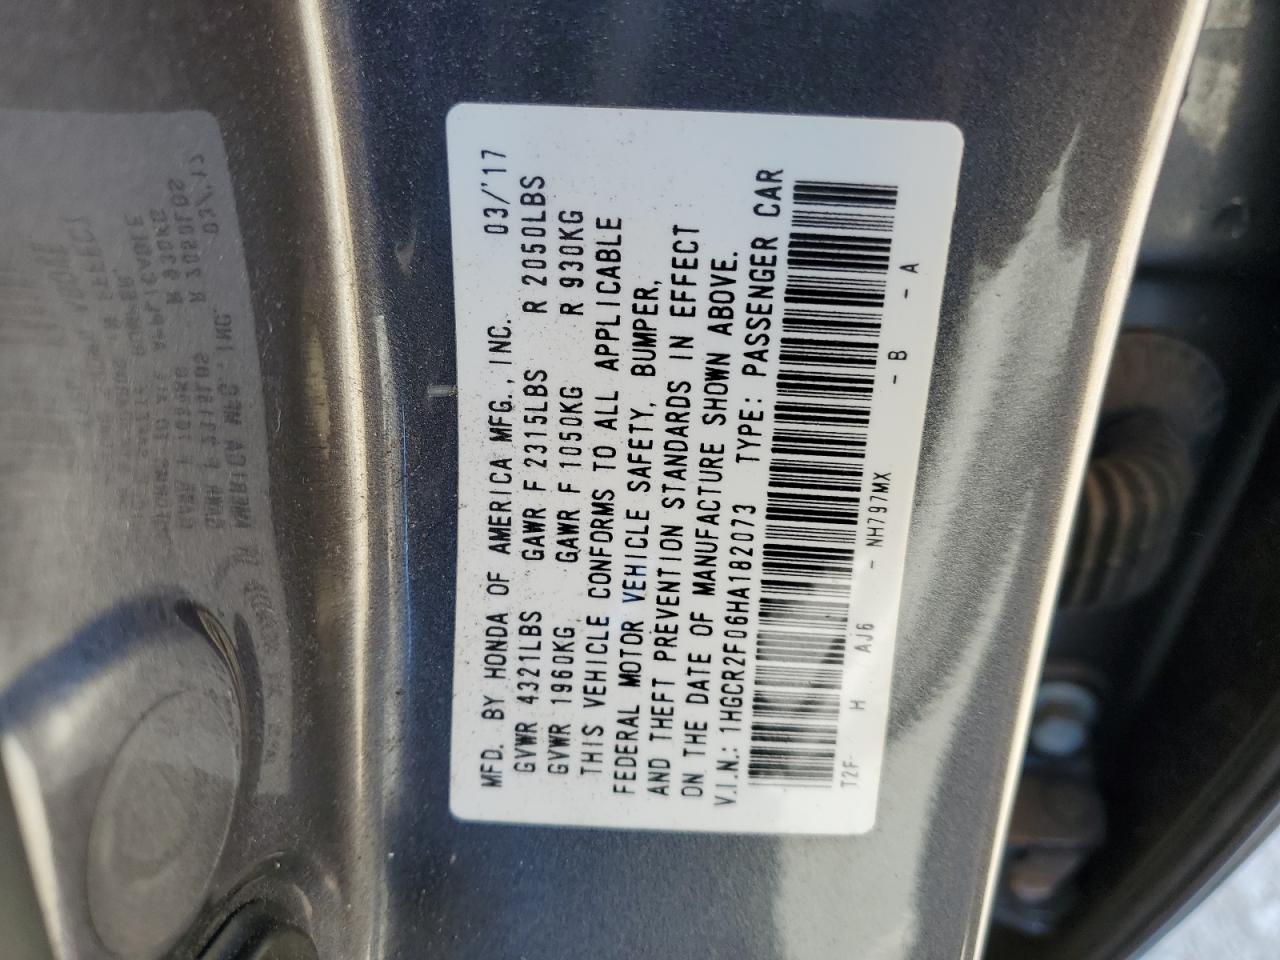 MFD. BY HONDA OF AMERICA MFG., INC. 03/'17
GVWR 4321LBS GAWR F 2315LBS R 2050LBS
GVWR 1960KG GAWR F 1050KG R 930KG
THIS VEHICLE CONFORMS TO ALL APPLICABLE
FEDERAL MOTOR VEHICLE SAFETY, BUMPER,
AND THEFT PREVENTION STANDARDS IN EFFECT
ON THE DATE OF MANUFACTURE SHOWN ABOVE.
V.I.N.: 1HGCR2F06HA182073 TYPE: PASSENGER CAR
T2F- H AJ6 - NH797MX - B - A